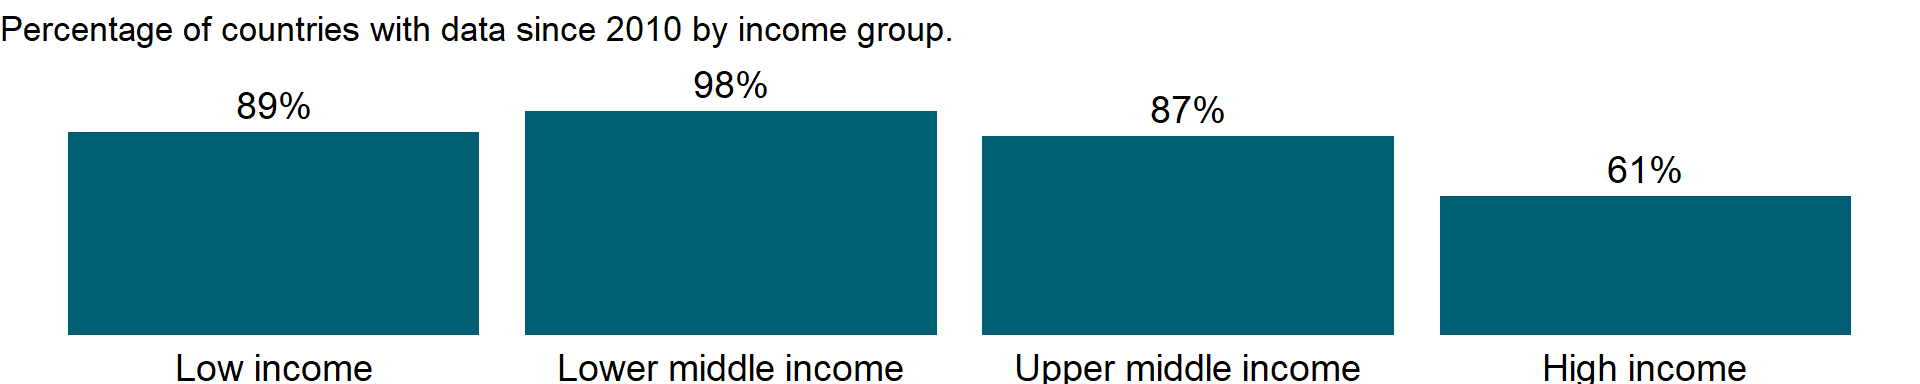 Percentage of countries with data since 2010 by income group.
89%
98%
87%
61%
Low income
Lower middle income
Upper middle income
High income